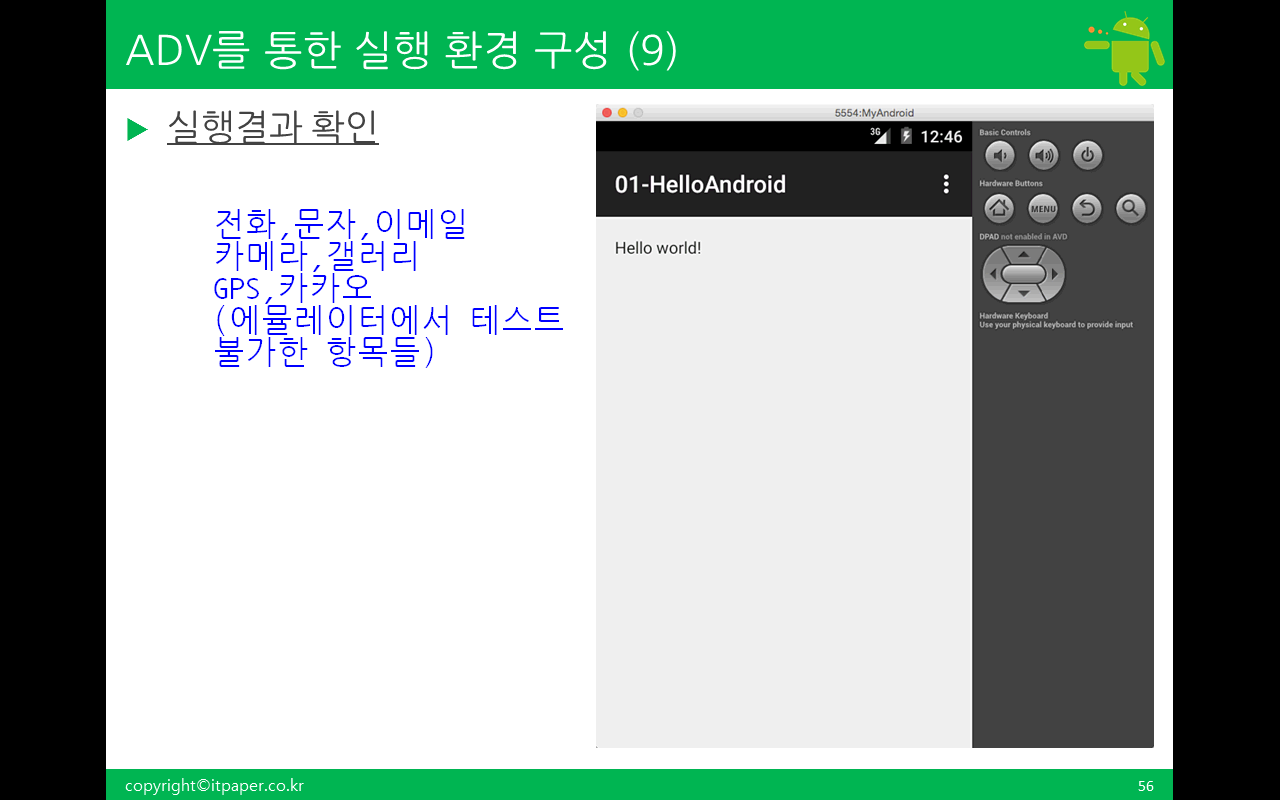 ADV를 통한 실행 환경 구성 (9)
실행결과 확인
전화,문자,이메일
카메라,갤러리
GPS,카카오
(에뮬레이터에서 테스트
불가한 항목들)
5554:MyAndroid
3G 12:46
01-HelloAndroid
Hello world!
Basic Controls
Hardware Buttons
MENU
DPAD not enabled in AVD
Hardware Keyboard
Use your physical keyboard to provide input
copyright©itpaper.co.kr
56